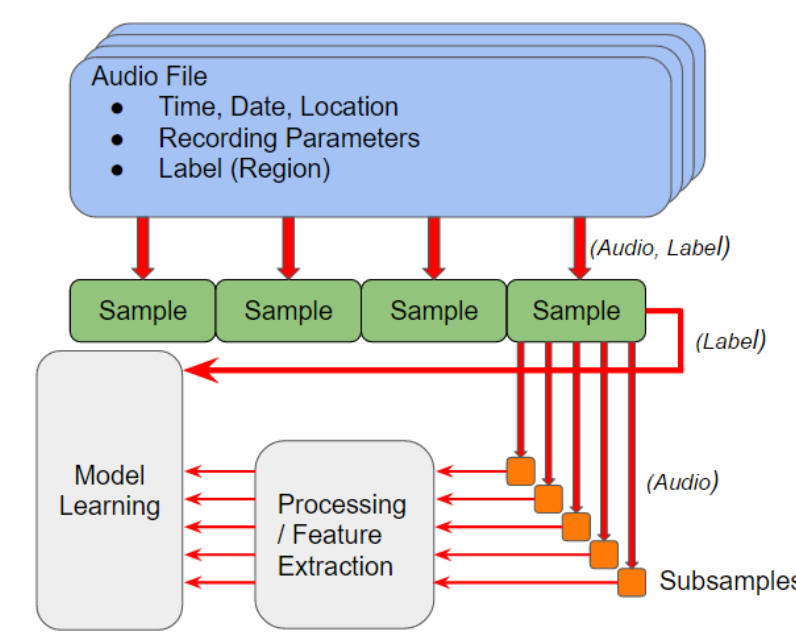 Audio File
● Time, Date, Location
● Recording Parameters
● Label (Region)
(Audio, Label)
Sample Sample Sample Sample
(Label)
Model
Learning
Processing
/ Feature
Extraction
(Audio)
Subsamples